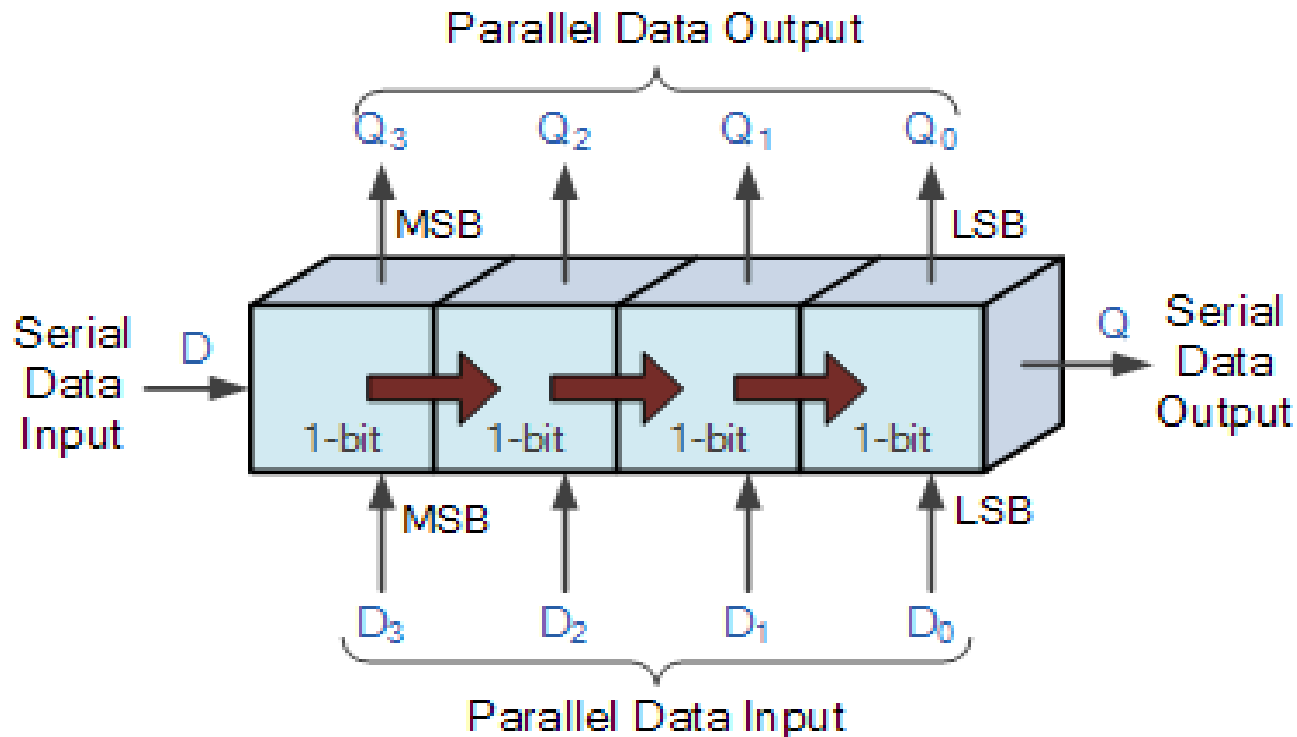 Parallel Data Output
Q₃ Q₂ Q₁ Q₀
MSB LSB
Serial
Data
Input
D
1-bit 1-bit 1-bit 1-bit
Q
Serial
Data
Output
MSB LSB
D₃ D₂ D₁ D₀
Parallel Data Input